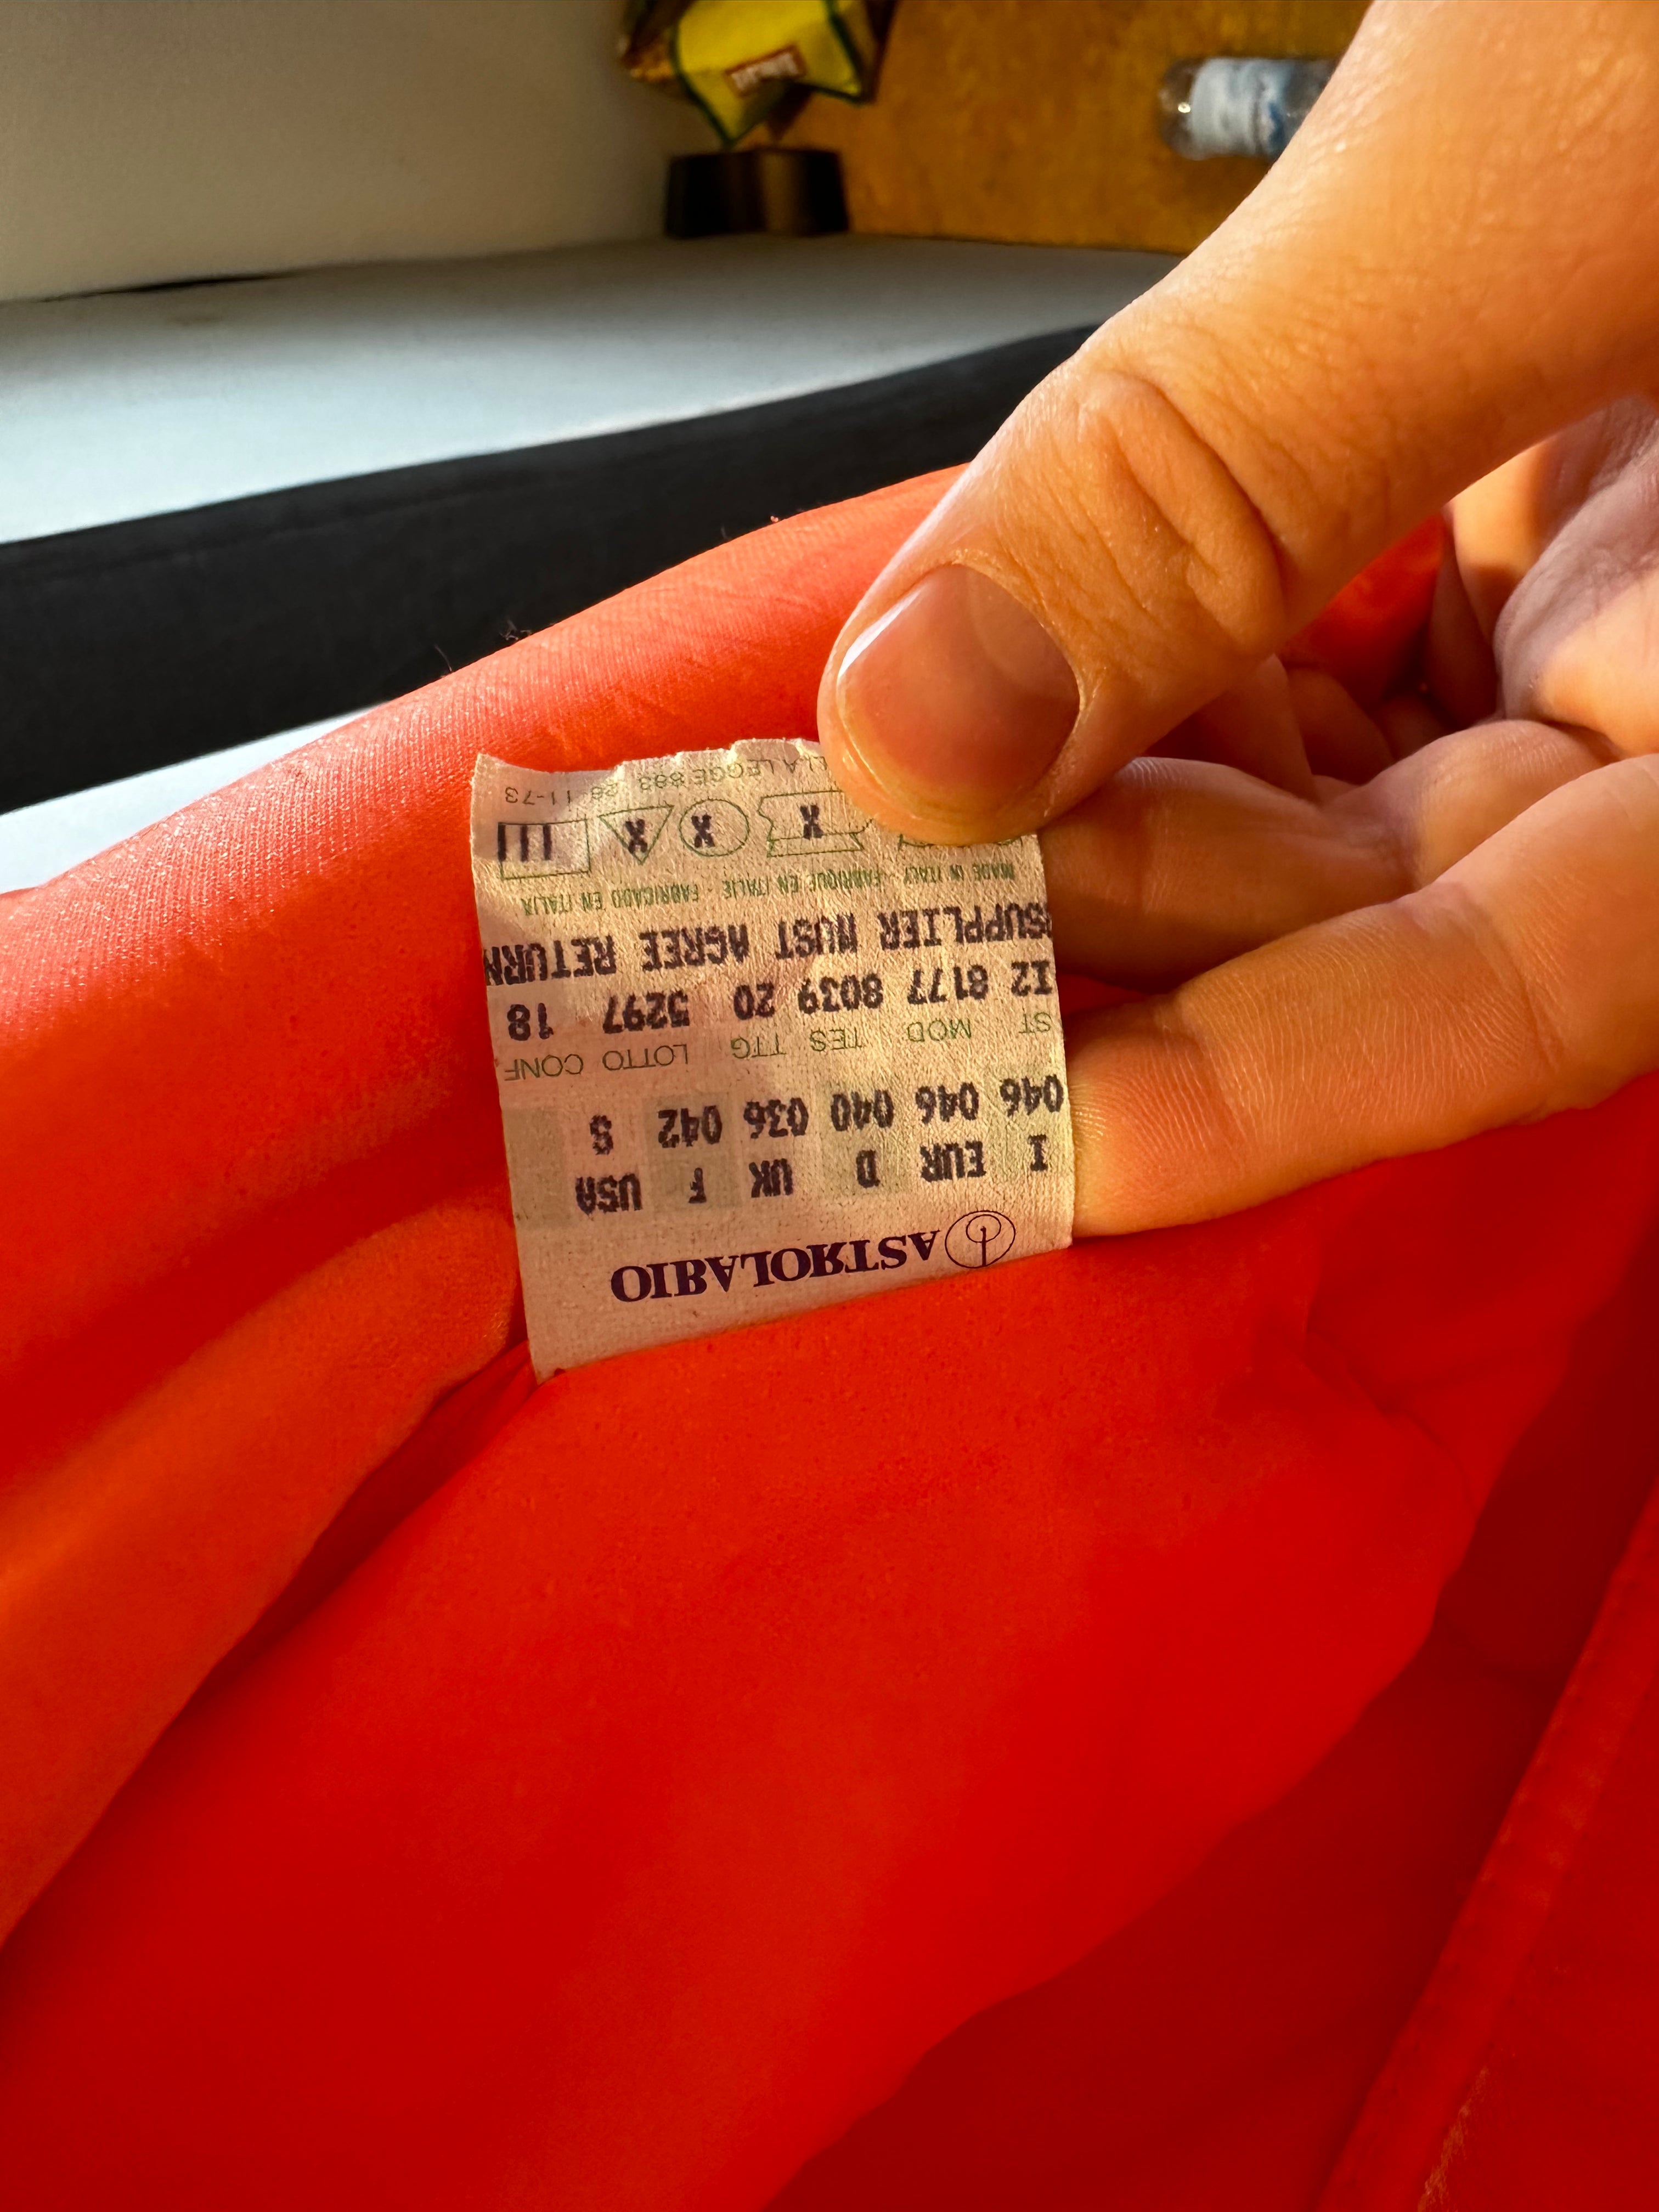 ASTROLABIO
I EUR D UK F USA
046 046 040 036 042 S
ST MOD TES TTG LOTTO CONF.
I2 8177 8039 20 5297 18
SUPPLIER MUST AGREE RETURN
MADE IN ITALY - FABRIQUE EN ITALIE - FABRICADO EN ITALIA
X X X
LEGGE 883 26-11-73